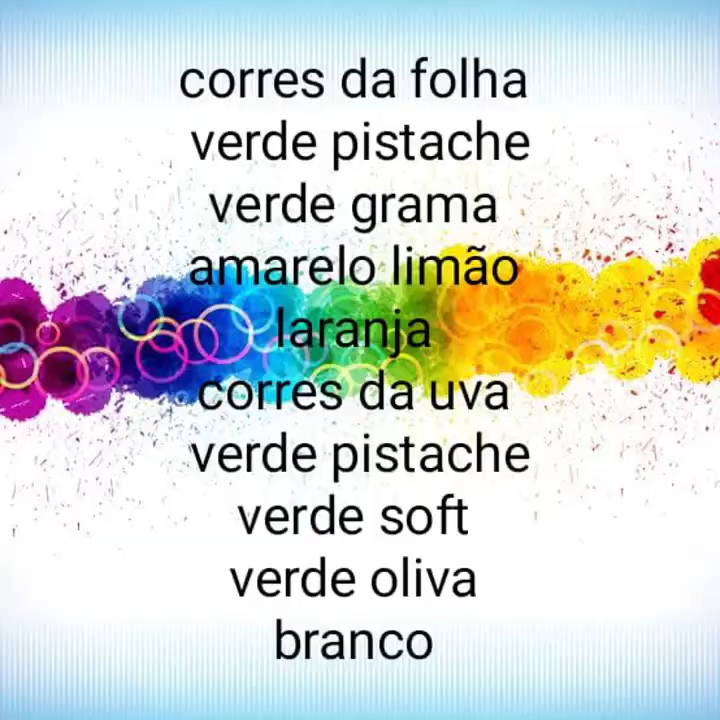 corres da folha
verde pistache
verde grama
amarelo limão
laranja
corres da uva
verde pistache
verde soft
verde oliva
branco